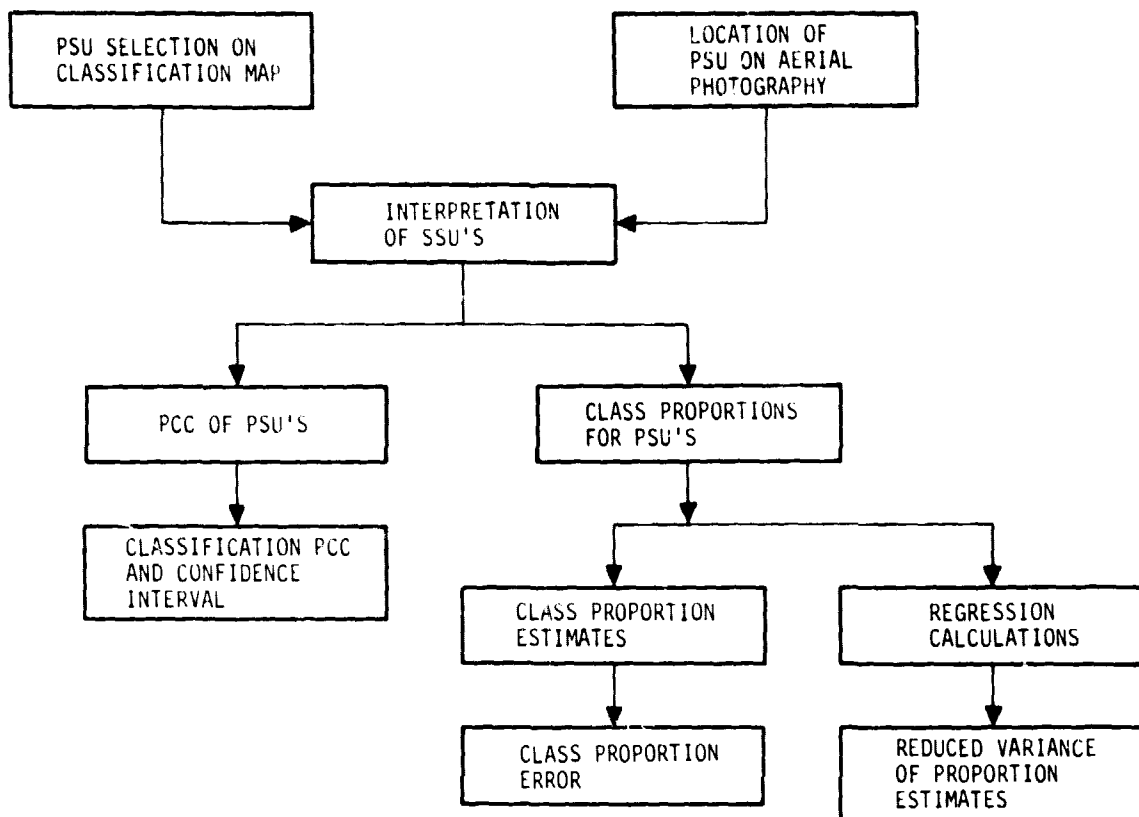 PSU SELECTION ON
CLASSIFICATION MAP
LOCATION OF
PSU ON AERIAL
PHOTOGRAPHY
INTERPRETATION
OF SSU'S
PCC OF PSU'S
CLASS PROPORTIONS
FOR PSU'S
CLASSIFICATION PCC
AND CONFIDENCE
INTERVAL
CLASS PROPORTION
ESTIMATES
REGRESSION
CALCULATIONS
CLASS PROPORTION
ERROR
REDUCED VARIANCE
OF PROPORTION
ESTIMATES